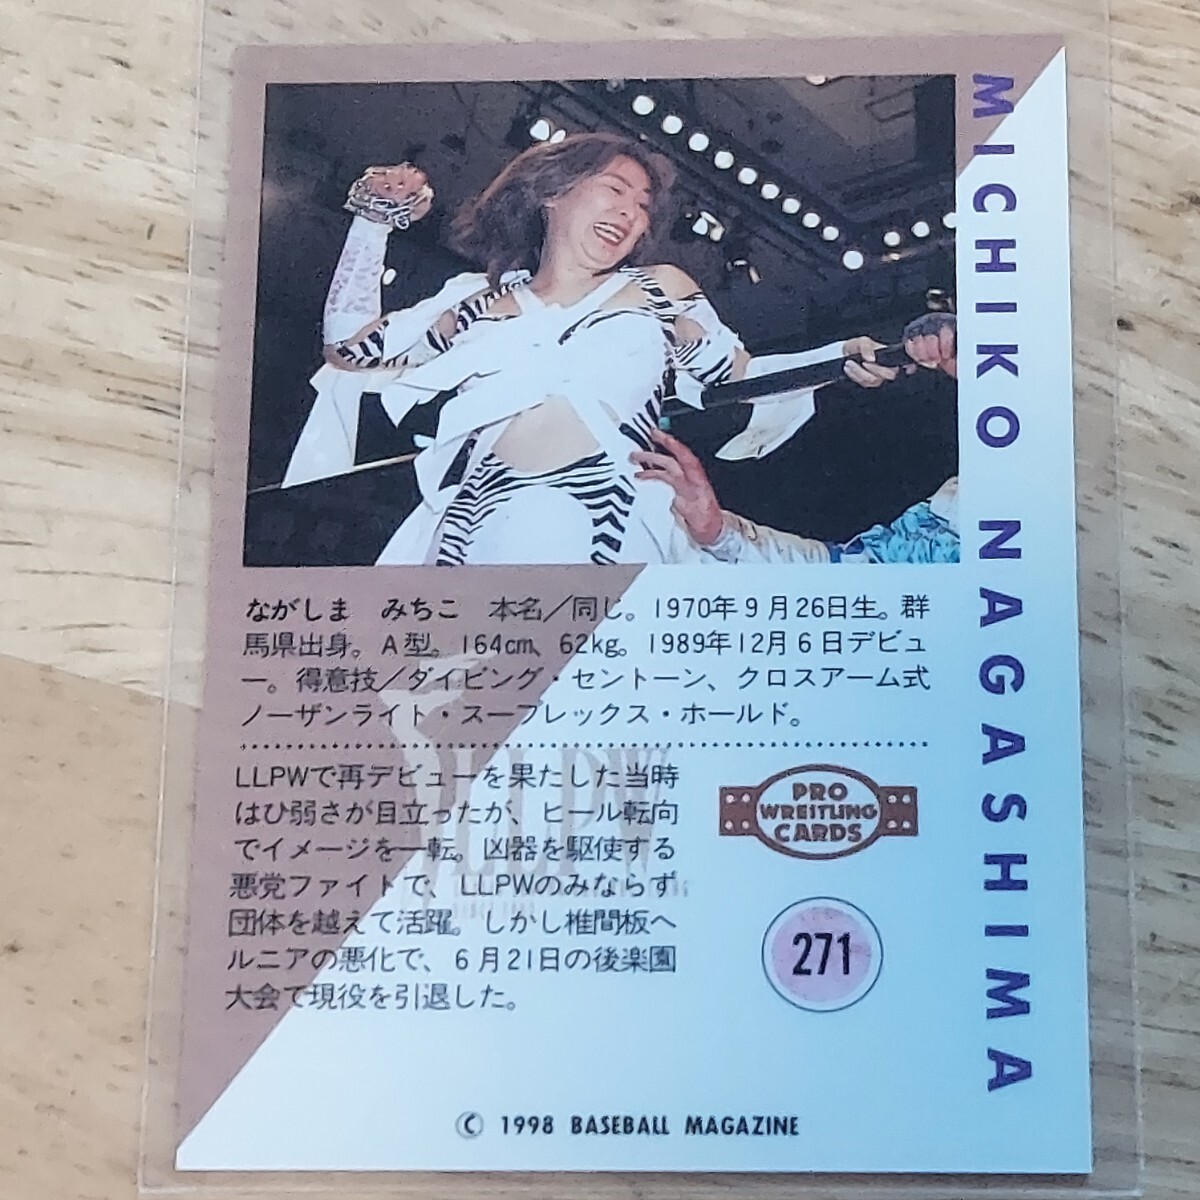 MICHIKO NAGASHIMA
ながしま　みちこ　本名／同じ。1970年9月26日生。群
馬県出身。A型。164cm、62kg。1989年12月6日デビュ
ー。得意技／ダイビング・セントーン、クロスアーム式
ノーザンライト・スープレックス・ホールド。
LLPWで再デビューを果たした当時
はひ弱さが目立ったが、ヒール転向
でイメージを一転。凶器を駆使する
悪党ファイトで、LLPWのみならず
団体を越えて活躍。しかし椎間板ヘ
ルニアの悪化で、6月21日の後楽園
大会で現役を引退した。
LLPW
PRO
WRESTLING
CARDS
271
© 1998 BASEBALL MAGAZINE